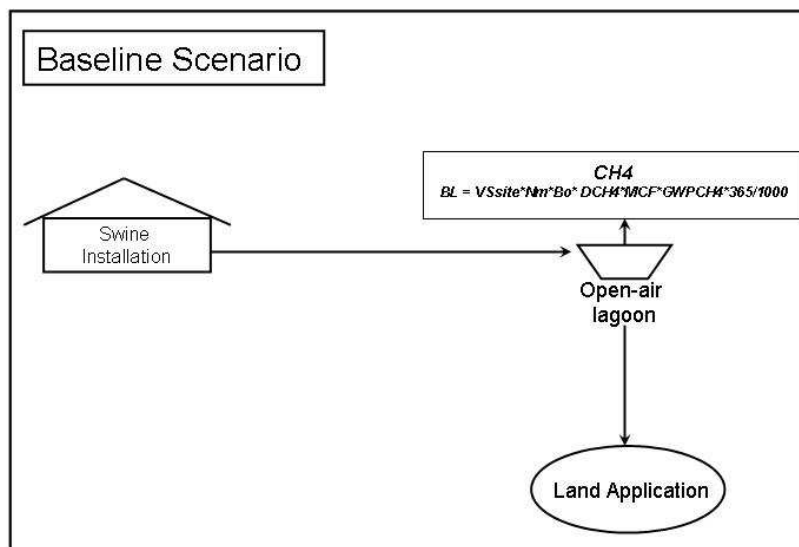 Baseline Scenario
CH4
BL = VSsite*Nm*Bo* DCH4*MCF*GWPCH4*365/1000
Swine
Installation
Open-air
lagoon
Land Application